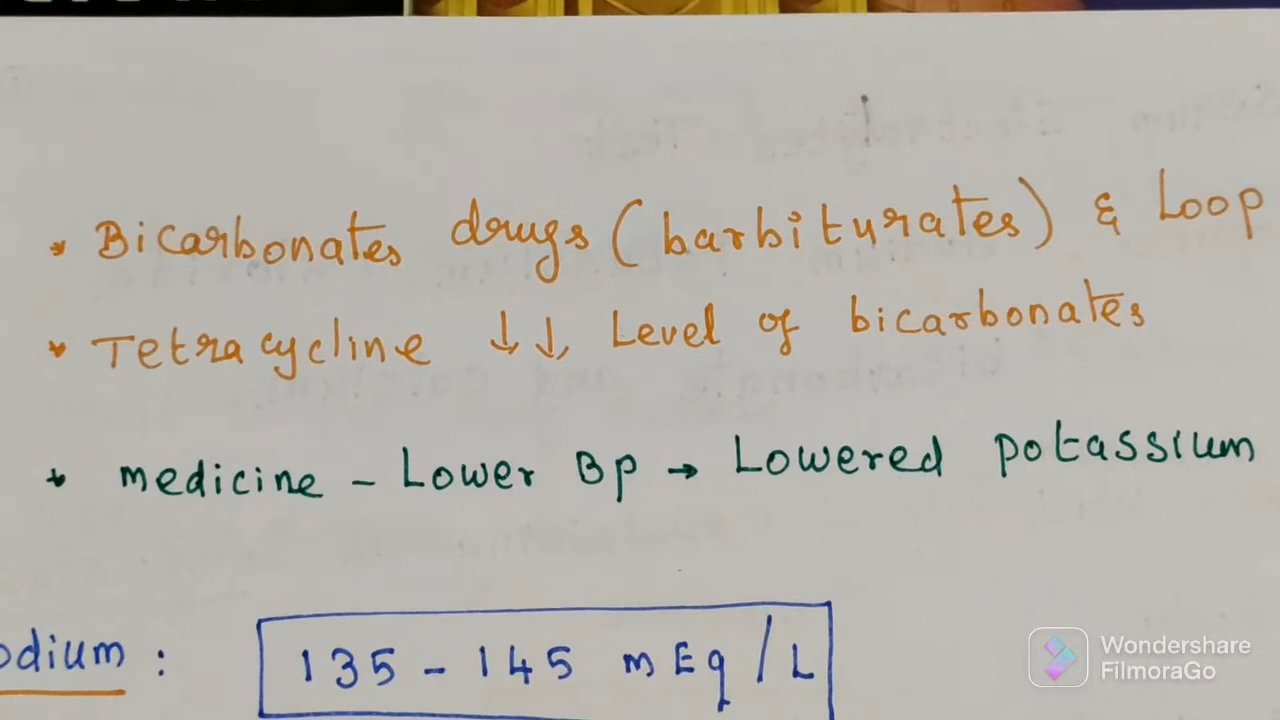 * Bicarbonates drugs (barbiturates) & Loop
* Tetracycline ↓↓ Level of bicarbonates
* medicine - Lower BP → Lowered potassium
odium : 135 - 145 mEq/L
Wondershare
FilmoraGo